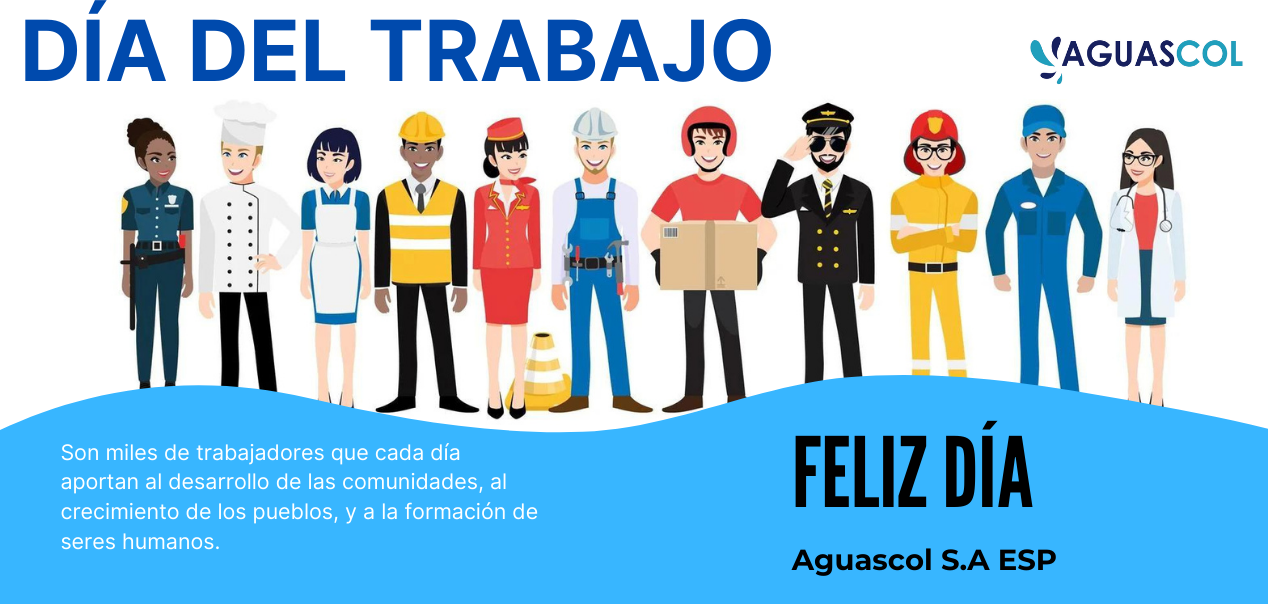 DÍA DEL TRABAJO
AGUASCOL
Son miles de trabajadores que cada día
aportan al desarrollo de las comunidades, al
crecimiento de los pueblos, y a la formación de
seres humanos.
FELIZ DÍA
Aguascol S.A ESP